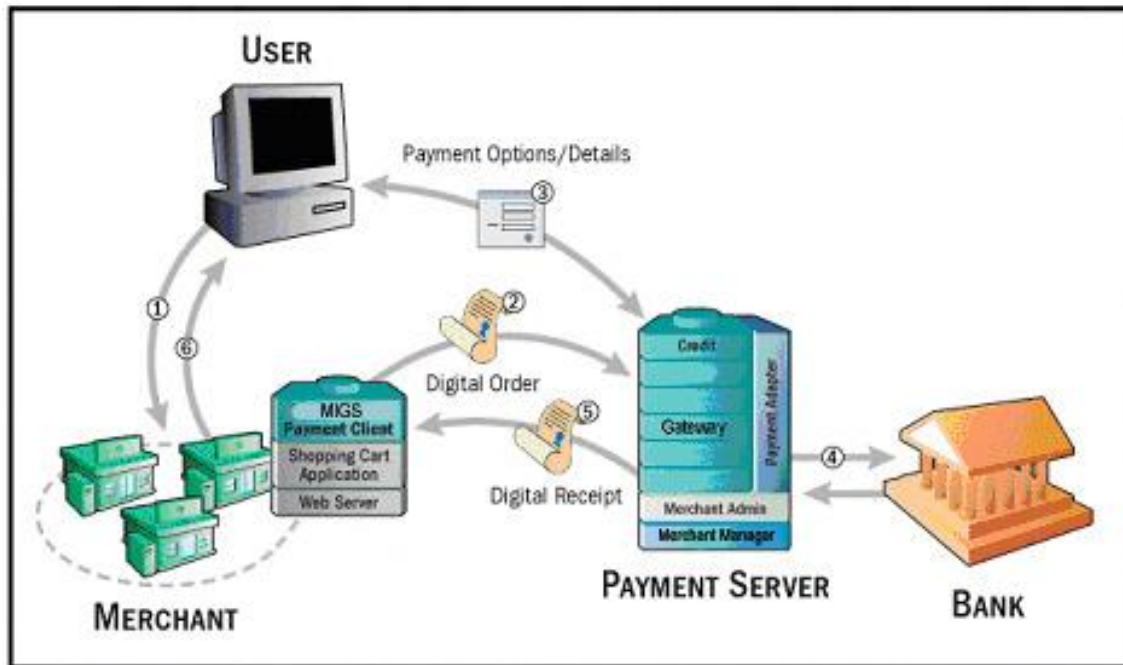 USER
Payment Options/Details
③
①
⑥
②
Digital Order
MIGS
Payment Client
Shopping Cart
Application
Web Server
⑤
Digital Receipt
Credit
Gateway
Payment Adapter
Merchant Admin
Merchant Manager
④
MERCHANT
PAYMENT SERVER
BANK